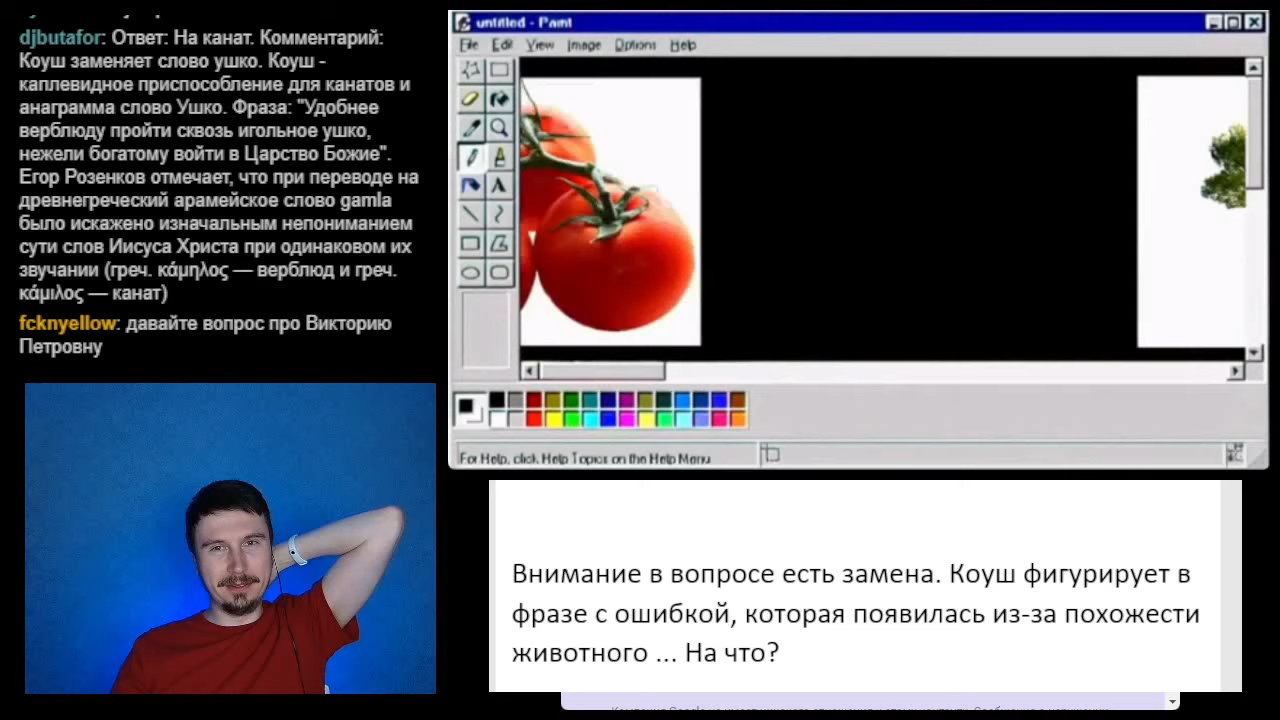 djbutafor: Ответ: На канат. Комментарий:
Коуш заменяет слово ушко. Коуш -
каплевидное приспособление для канатов и
анаграмма слово Ушко. Фраза: "Удобнее
верблюду пройти сквозь игольное ушко,
нежели богатому войти в Царство Божие".
Егор Розенков отмечает, что при переводе на
древнегреческий арамейское слово gamla
было искажено изначальным непониманием
сути слов Иисуса Христа при одинаковом их
звучании (греч. κάμηλος — верблюд и греч.
κάμιλος — канат)
fcknyellow: давайте вопрос про Викторию
Петровну
untitled - Paint
File Edit View Image Options Help
For Help, click Help Topics on the Help Menu.
Внимание в вопросе есть замена. Коуш фигурирует в
фразе с ошибкой, которая появилась из-за похожести
животного ... На что?